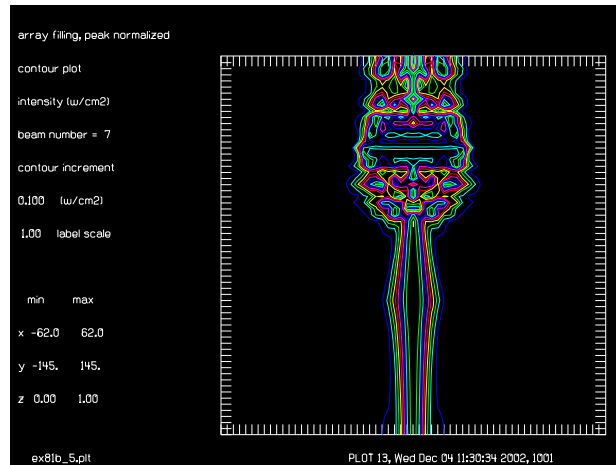 array filling, peak normalized
contour plot
intensity (w/cm2)
beam number = 7
contour increment
0.100 (w/cm2)
1.00 label scale
min max
x -62.0 62.0
y -145. 145.
z 0.00 1.00
ex81b_5.plt
PLOT 13, Wed Dec 04 11:30:34 2002, 1001